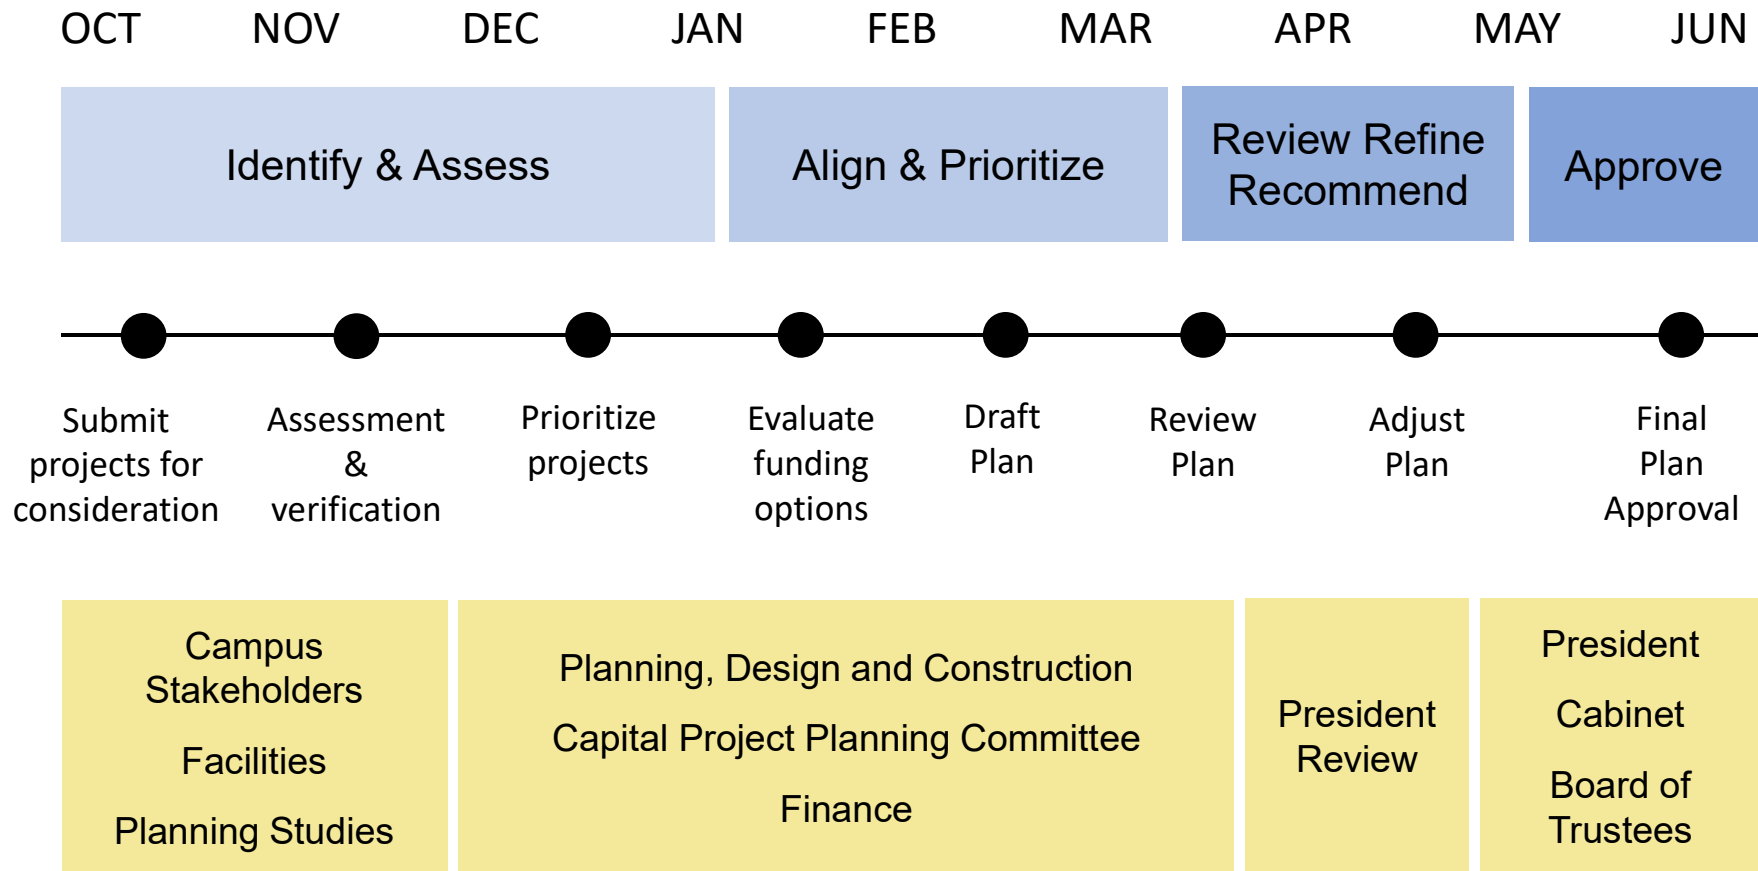 OCT NOV DEC JAN FEB MAR APR MAY JUN
Identify & Assess
Align & Prioritize
Review Refine
Recommend
Approve
Submit
projects for
consideration
Assessment
&
verification
Prioritize
projects
Evaluate
funding
options
Draft
Plan
Review
Plan
Adjust
Plan
Final
Plan
Approval
Campus
Stakeholders
Facilities
Planning Studies
Planning, Design and Construction
Capital Project Planning Committee
Finance
President
Review
President
Cabinet
Board of
Trustees